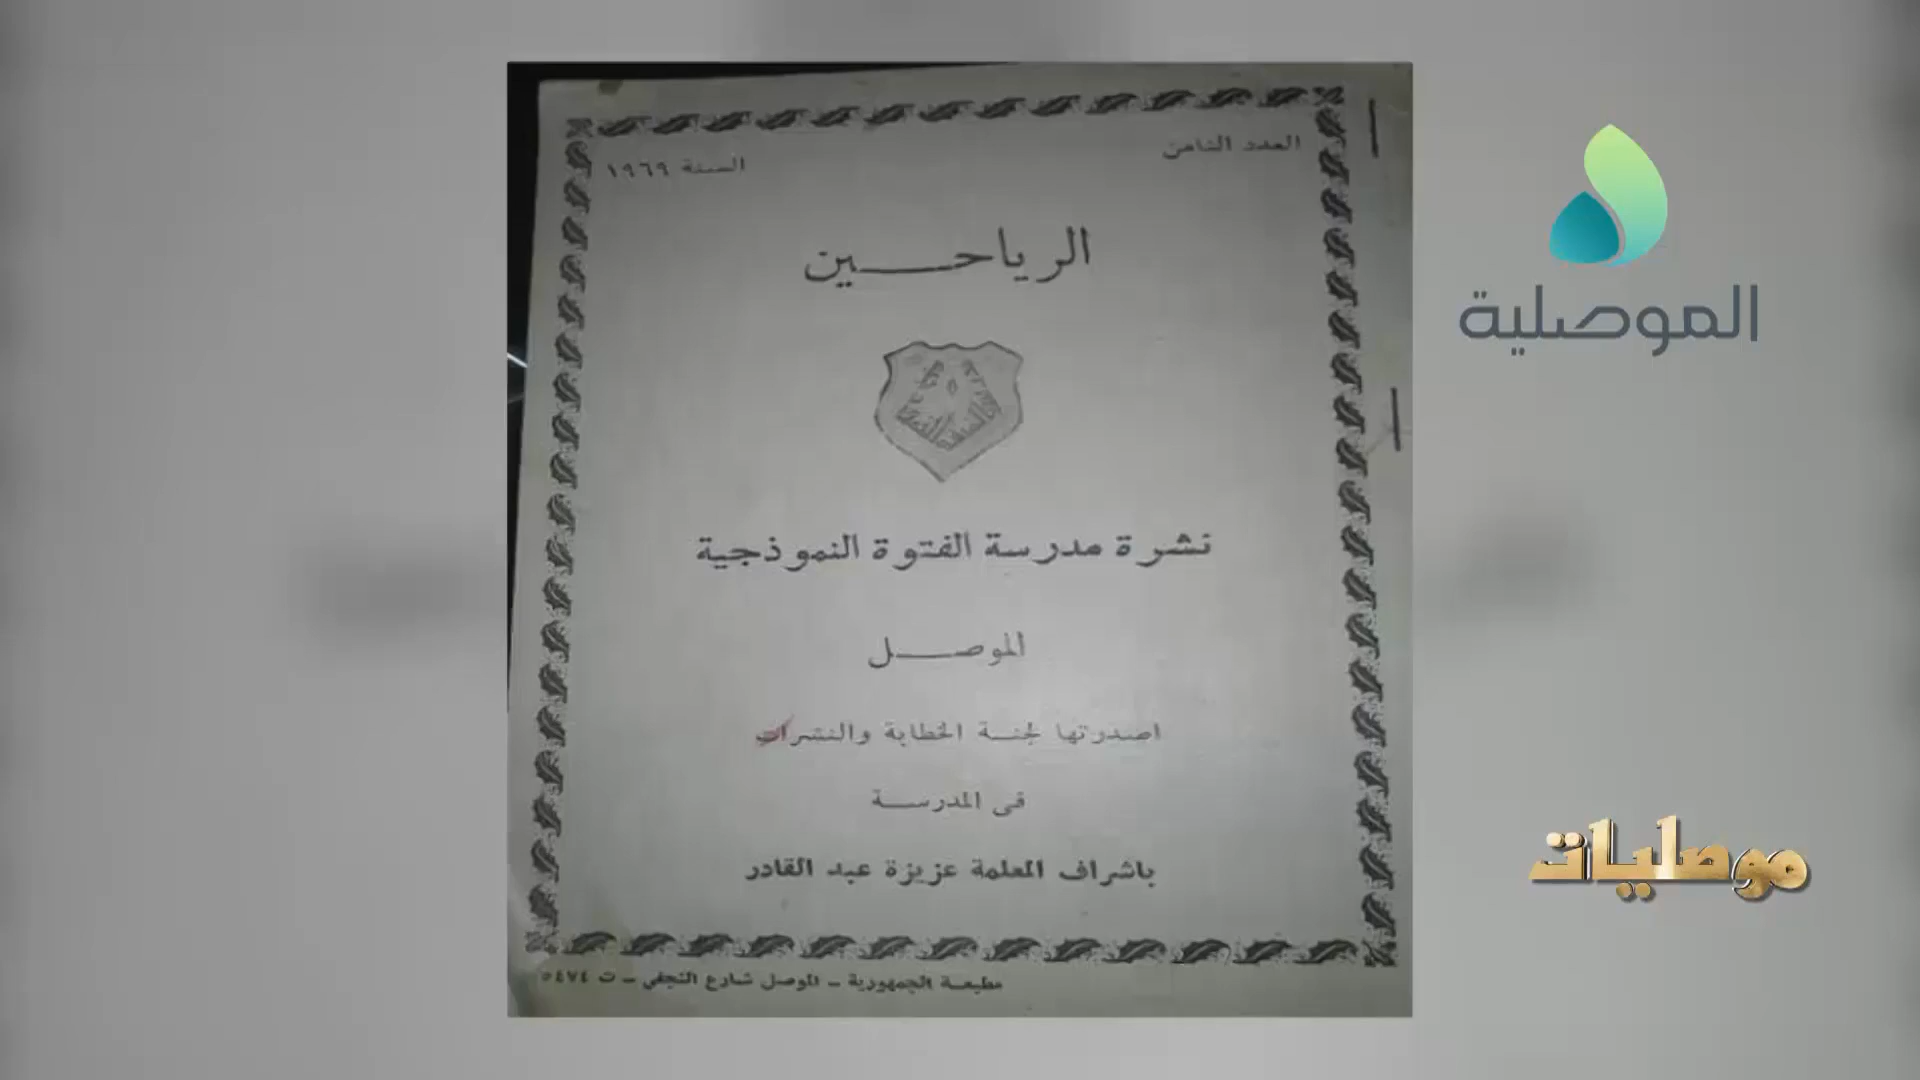 العدد الثامن
السنة ١٩٦٩
الرياحين
نشرة مدرسة الفتوة النموذجية
الموصل
اصدرتها لجنة الخطابة والنشرات
فى المدرسة
باشراف المعلمة عزيزة عبد القادر
مطبعة الجمهورية - الموصل شارع النجفي - ت ٥٤٧٤
الموصلية
موصليات